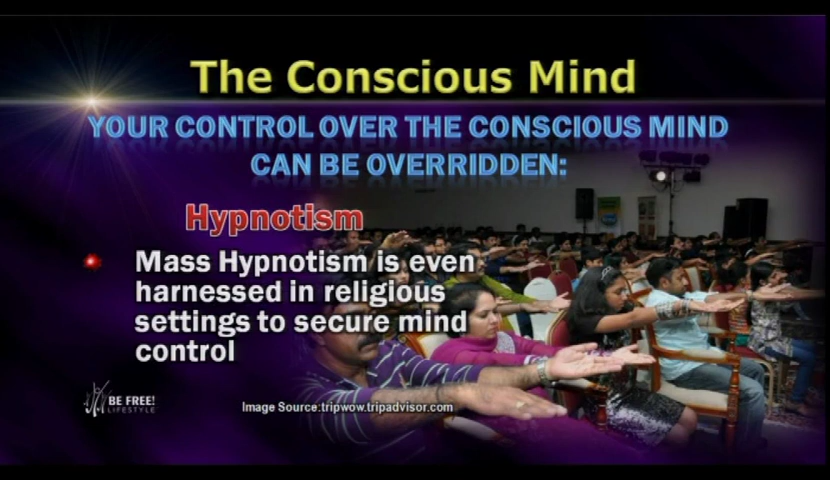 The Conscious Mind
YOUR CONTROL OVER THE CONSCIOUS MIND
CAN BE OVERRIDDEN:
Hypnotism
Mass Hypnotism is even
harnessed in religious
settings to secure mind
control
BE FREE!
LIFESTYLE
Image Source:tripwow.tripadvisor.com